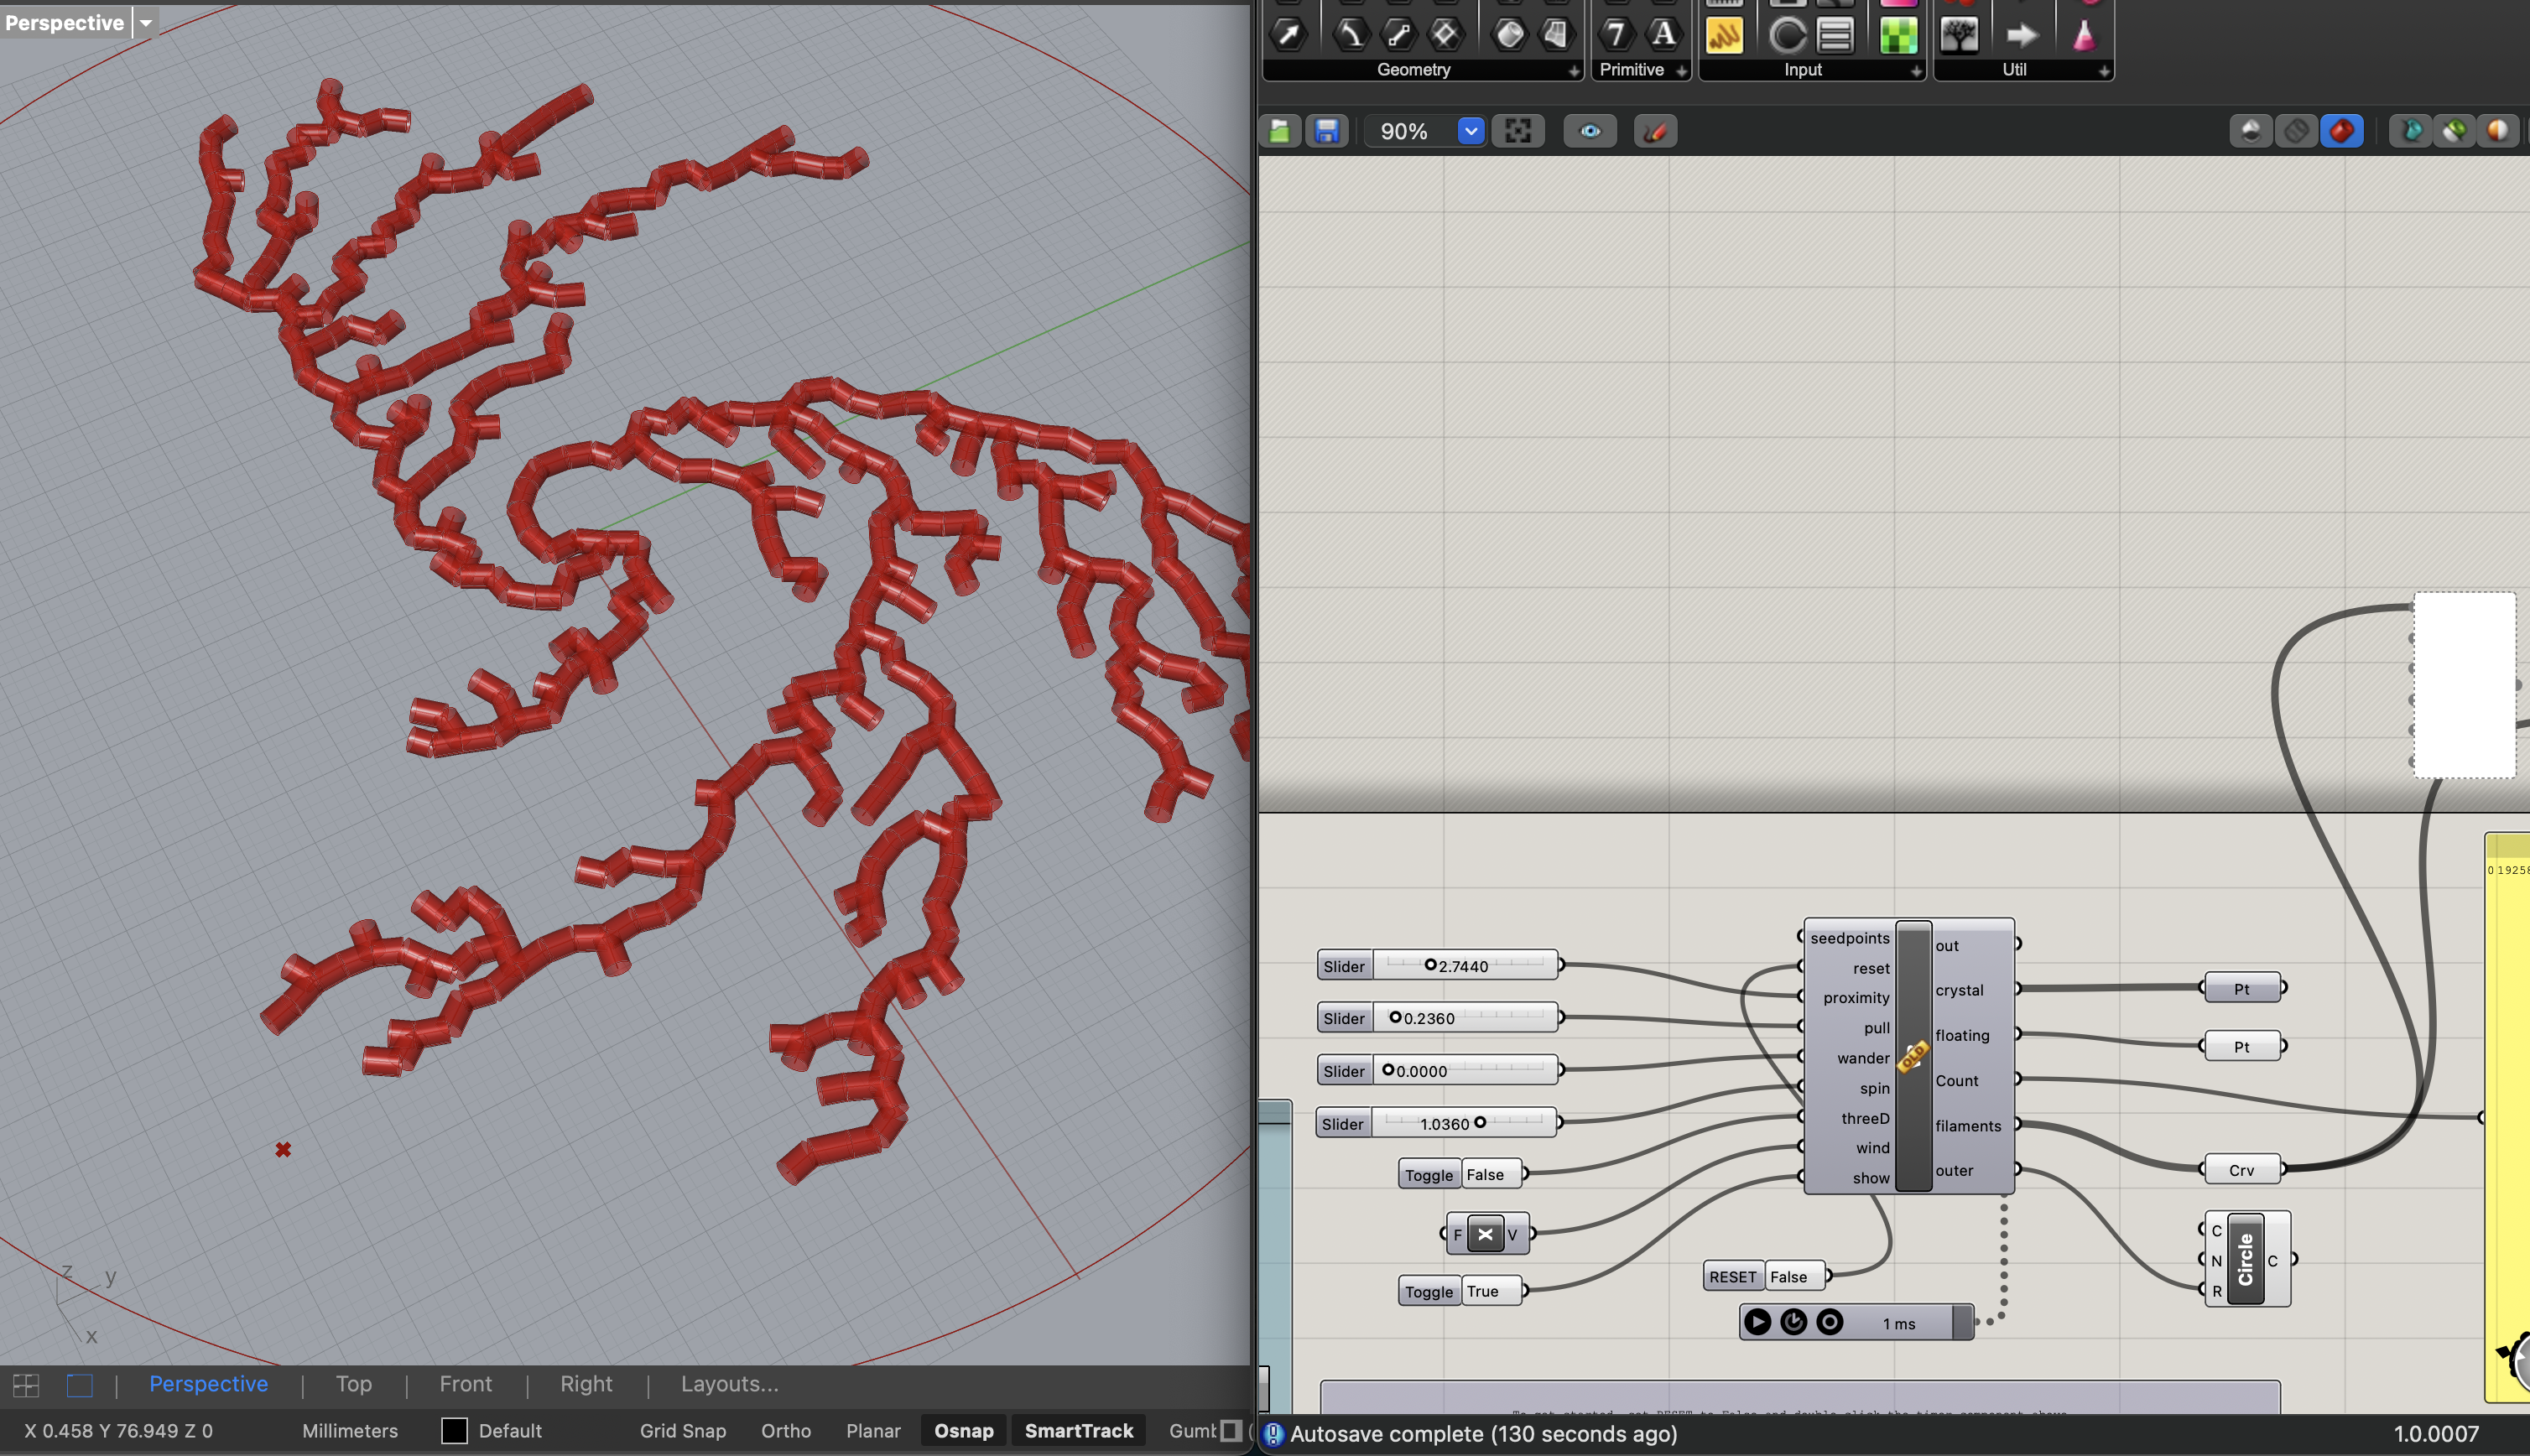 Perspective
Geometry
Primitive
Input
Util
90%
z
y
x
Slider 2.7440
Slider 0.2360
Slider 0.0000
Slider 1.0360
Toggle False
F V
Toggle True
seedpoints
reset
proximity
pull
wander
spin
threeD
wind
show
OLD
out
crystal
floating
Count
filaments
outer
RESET False
1 ms
Pt
Pt
Crv
C
N
R
Circle
C
0 19258
Perspective Top Front Right Layouts...
X 0.458 Y 76.949 Z 0 Millimeters Default Grid Snap Ortho Planar Osnap SmartTrack
Autosave complete (130 seconds ago)
1.0.0007